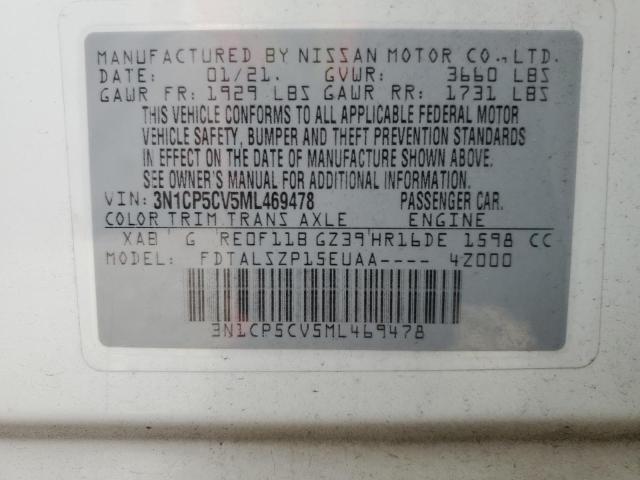 MANUFACTURED BY NISSAN MOTOR CO.,LTD.
DATE: 01/21. GVWR: 3660 LBS
GAWR FR: 1929 LBS GAWR RR: 1731 LBS
THIS VEHICLE CONFORMS TO ALL APPLICABLE FEDERAL MOTOR
VEHICLE SAFETY, BUMPER AND THEFT PREVENTION STANDARDS
IN EFFECT ON THE DATE OF MANUFACTURE SHOWN ABOVE.
SEE OWNER'S MANUAL FOR ADDITIONAL INFORMATION.
VIN: 3N1CP5CV5ML469478 PASSENGER CAR.
COLOR TRIM TRANS AXLE ENGINE
XAB G RE0F11B GZ39 HR16DE 1598 CC
MODEL FDTALSZP15EUAA---- 4Z000
3N1CP5CV5ML469478